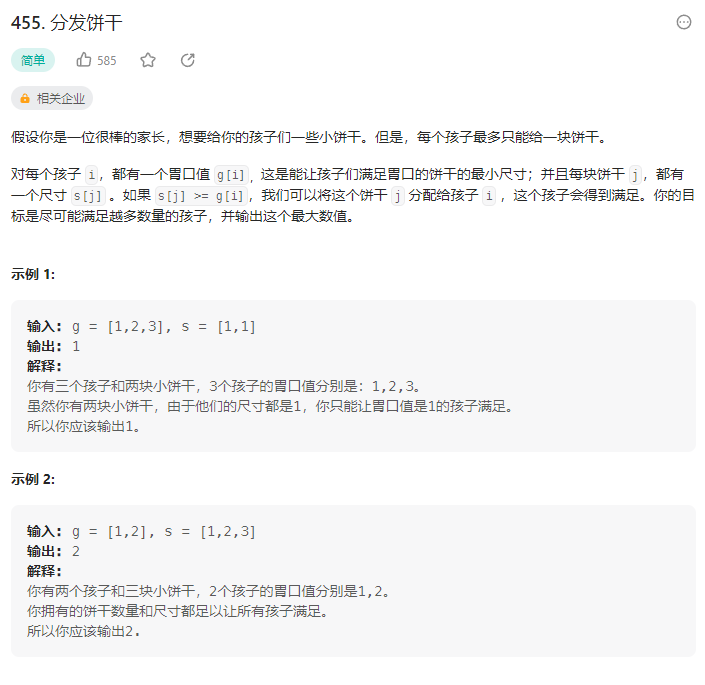 455. 分发饼干
简单 585
相关企业
假设你是一位很棒的家长，想要给你的孩子们一些小饼干。但是，每个孩子最多只能给一块饼干。
对每个孩子 i，都有一个胃口值 g[i]，这是能让孩子们满足胃口的饼干的最小尺寸；并且每块饼干 j，都有
一个尺寸 s[j] 。如果 s[j] >= g[i]，我们可以将这个饼干 j 分配给孩子 i ，这个孩子会得到满足。你的目
标是尽可能满足越多数量的孩子，并输出这个最大数值。
示例 1:
输入: g = [1,2,3], s = [1,1]
输出: 1
解释:
你有三个孩子和两块小饼干，3个孩子的胃口值分别是：1,2,3。
虽然你有两块小饼干，由于他们的尺寸都是1，你只能让胃口值是1的孩子满足。
所以你应该输出1。
示例 2:
输入: g = [1,2], s = [1,2,3]
输出: 2
解释:
你有两个孩子和三块小饼干，2个孩子的胃口值分别是1,2。
你拥有的饼干数量和尺寸都足以让所有孩子满足。
所以你应该输出2.